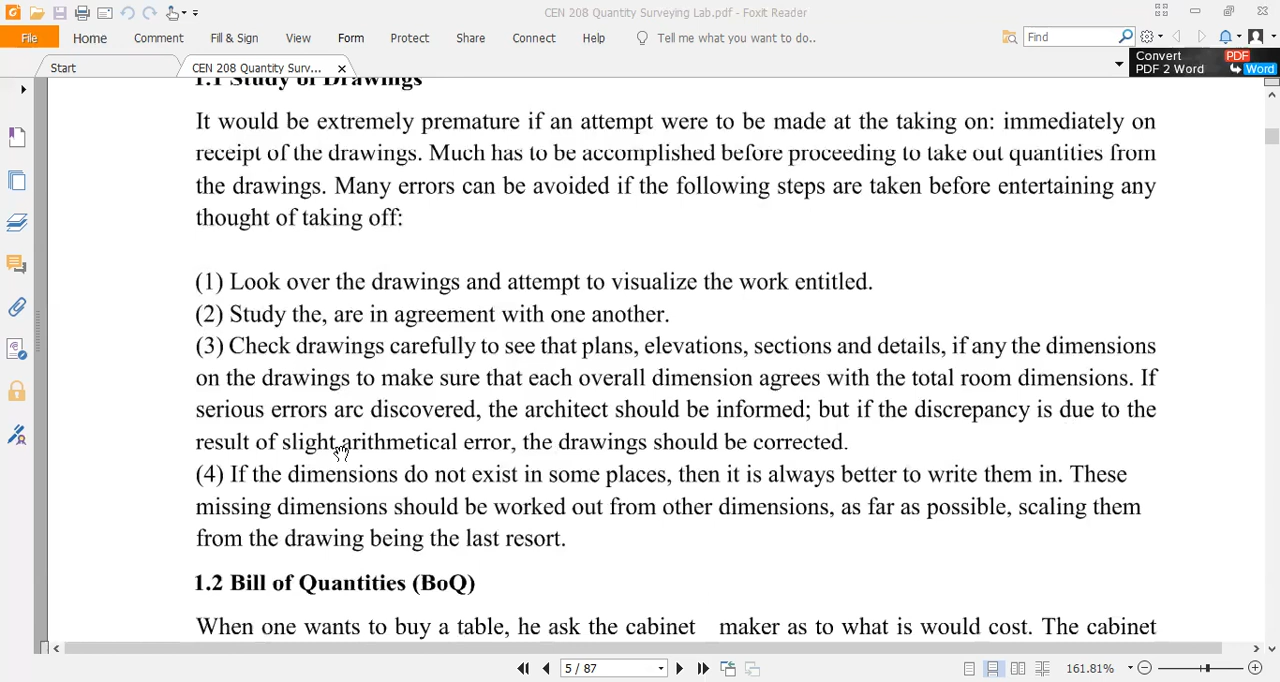 CEN 208 Quantity Surveying Lab.pdf - Foxit Reader
File Home Comment Fill & Sign View Form Protect Share Connect Help Tell me what you want to do.. Find
Start CEN 208 Quantity Surv...
Convert PDF
PDF 2 Word Word
1.1 Study of Drawings
It would be extremely premature if an attempt were to be made at the taking on: immediately on
receipt of the drawings. Much has to be accomplished before proceeding to take out quantities from
the drawings. Many errors can be avoided if the following steps are taken before entertaining any
thought of taking off:
(1) Look over the drawings and attempt to visualize the work entitled.
(2) Study the, are in agreement with one another.
(3) Check drawings carefully to see that plans, elevations, sections and details, if any the dimensions
on the drawings to make sure that each overall dimension agrees with the total room dimensions. If
serious errors arc discovered, the architect should be informed; but if the discrepancy is due to the
result of slight arithmetical error, the drawings should be corrected.
(4) If the dimensions do not exist in some places, then it is always better to write them in. These
missing dimensions should be worked out from other dimensions, as far as possible, scaling them
from the drawing being the last resort.
1.2 Bill of Quantities (BoQ)
When one wants to buy a table, he ask the cabinet maker as to what is would cost. The cabinet
5 / 87 161.81%